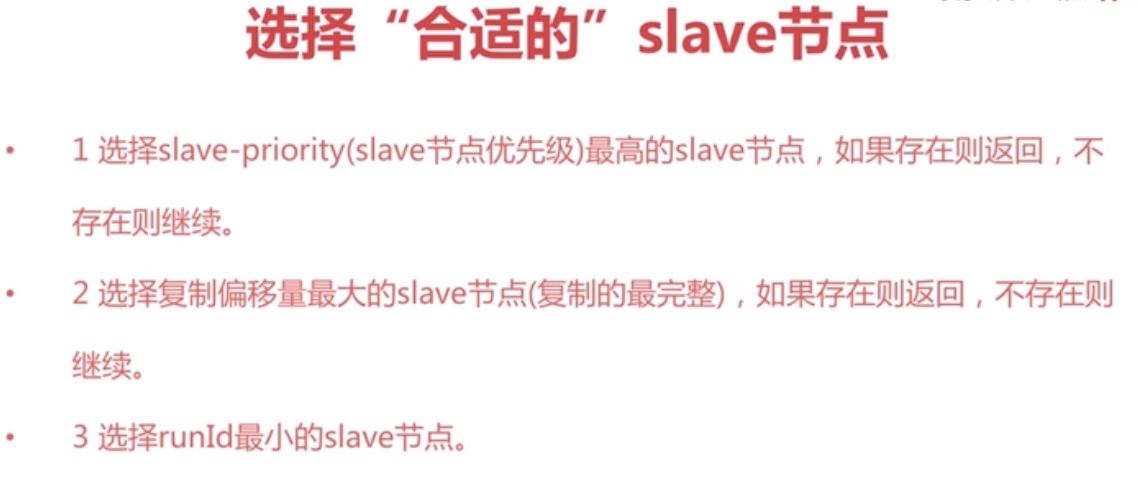 选择“合适的”slave节点
• 1 选择slave-priority(slave节点优先级)最高的slave节点，如果存在则返回，不
存在则继续。
• 2 选择复制偏移量最大的slave节点(复制的最完整)，如果存在则返回，不存在则
继续。
• 3 选择runId最小的slave节点。